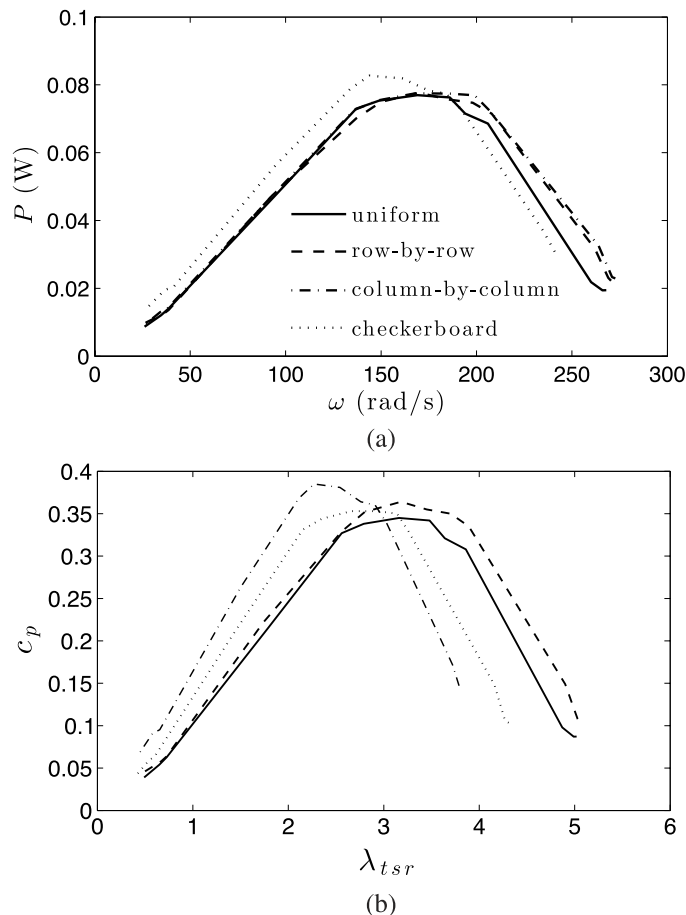 0.1
0.08
0.06
0.04
0.02
0
P (W)
uniform
row-by-row
column-by-column
checkerboard
0 50 100 150 200 250 300
ω (rad/s)
(a)
0.4
0.35
0.3
0.25
0.2
0.15
0.1
0.05
0
c_p
0 1 2 3 4 5 6
λ_tsr
(b)